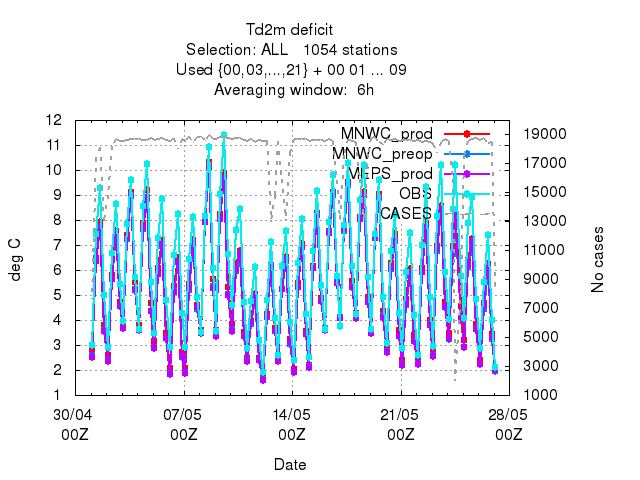 Td2m deficit
Selection: ALL 1054 stations
Used {00,03,...,21} + 00 01 ... 09
Averaging window: 6h
MNWC_prod
MNWC_preop
MEPS_prod
OBS
CASES
deg C
12
11
10
9
8
7
6
5
4
3
2
1
No cases
19000
17000
15000
13000
11000
9000
7000
5000
3000
1000
30/04 07/05 14/05 21/05 28/05
00Z 00Z 00Z 00Z 00Z
Date